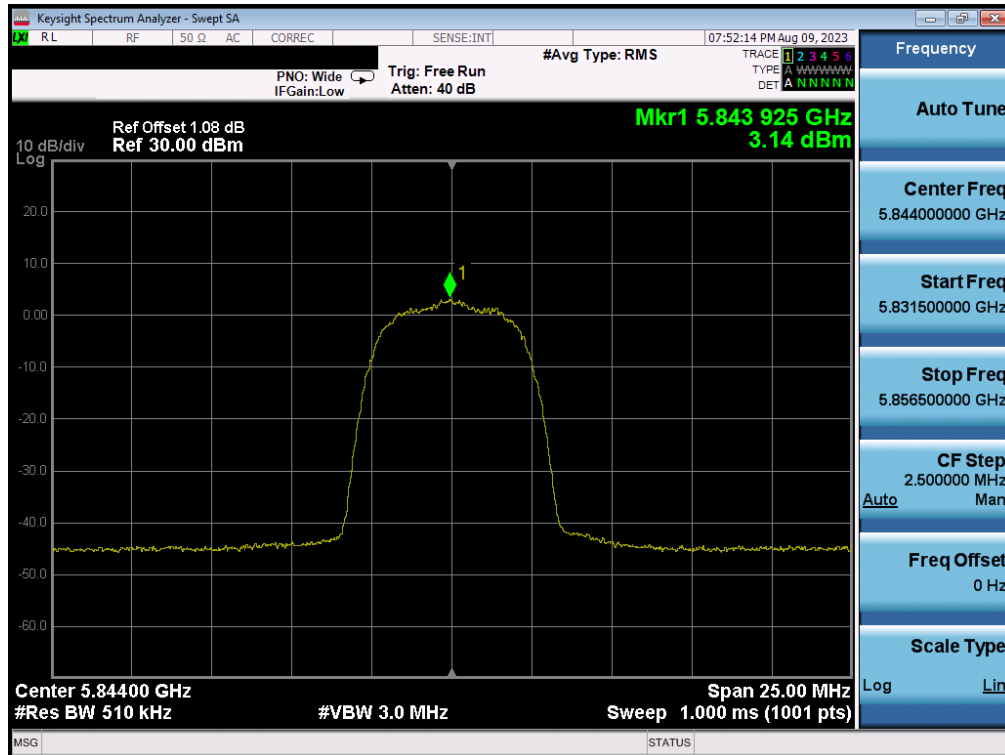 Keysight Spectrum Analyzer - Swept SA
LXI RL RF 50 Ω AC CORREC SENSE:INT 07:52:14 PM Aug 09, 2023
Frequency
#Avg Type: RMS
TRACE 1 2 3 4 5 6
PNO: Wide Trig: Free Run
TYPE A WWWWW
IFGain:Low Atten: 40 dB
DET A N N N N N
Auto Tune
Mkr1 5.843 925 GHz
3.14 dBm
Ref Offset 1.08 dB
10 dB/div Ref 30.00 dBm
Log
Center Freq
5.844000000 GHz
20.0
10.0
1
Start Freq
5.831500000 GHz
0.00
-10.0
Stop Freq
5.856500000 GHz
-20.0
-30.0
CF Step
2.500000 MHz
Auto Man
-40.0
-50.0
Freq Offset
0 Hz
-60.0
Scale Type
Log Lin
Center 5.84400 GHz Span 25.00 MHz
#Res BW 510 kHz #VBW 3.0 MHz Sweep 1.000 ms (1001 pts)
MSG STATUS